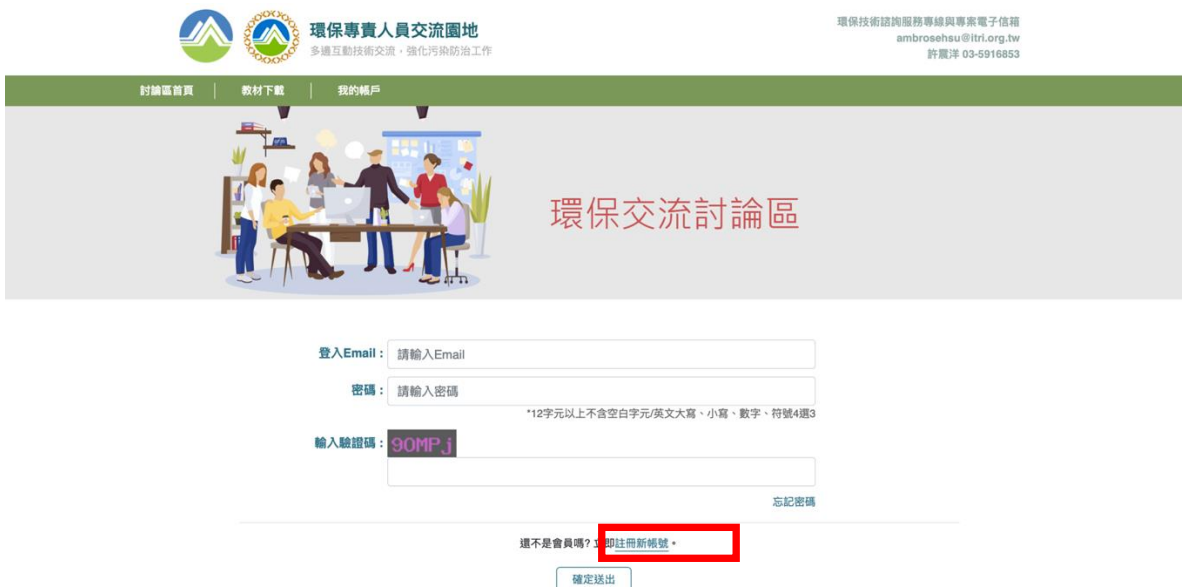 環保專責人員交流園地
多邊互動技術交流，強化污染防治工作
環保技術諮詢服務專線與專案電子信箱
ambrosehsu@itri.org.tw
許震洋 03-5916853
討論區首頁
教材下載
我的帳戶
環保交流討論區
登入Email：
請輸入Email
密碼：
請輸入密碼
*12字元以上不含空白字元/英文大寫、小寫、數字、符號4選3
輸入驗證碼：
9OMPj
忘記密碼
還不是會員嗎? 立即註冊新帳號。
確定送出